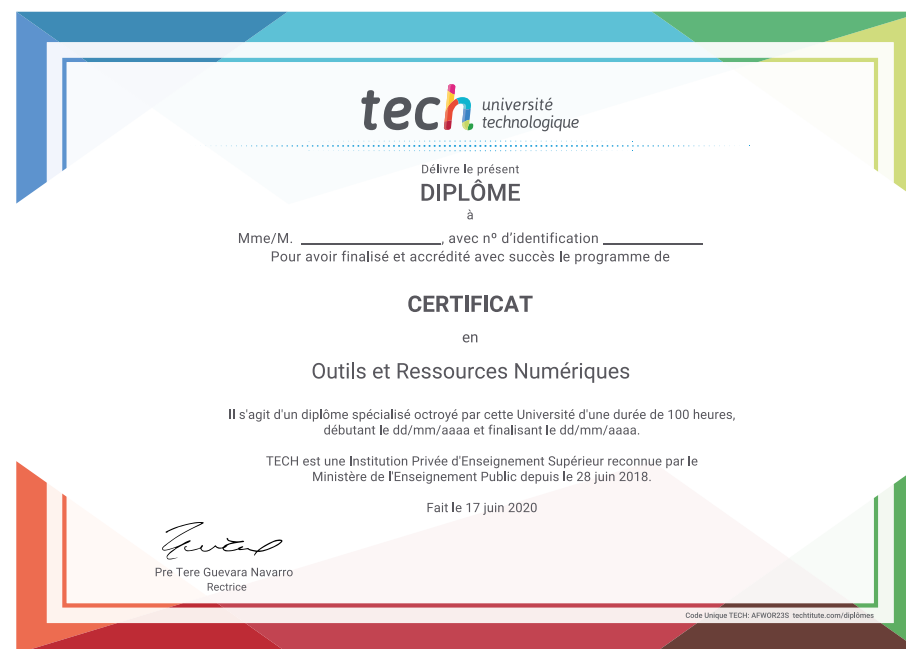 tech université
technologique
Délivre le présent
DIPLÔME
à
Mme/M. ____________________, avec nº d'identification ______________
Pour avoir finalisé et accrédité avec succès le programme de
CERTIFICAT
en
Outils et Ressources Numériques
Il s'agit d'un diplôme spécialisé octroyé par cette Université d'une durée de 100 heures,
débutant le dd/mm/aaaa et finalisant le dd/mm/aaaa.
TECH est une Institution Privée d'Enseignement Supérieur reconnue par le
Ministère de l'Enseignement Public depuis le 28 juin 2018.
Fait le 17 juin 2020
Pre Tere Guevara Navarro
Rectrice
Code Unique TECH: AFWOR23S techtitute.com/diplômes